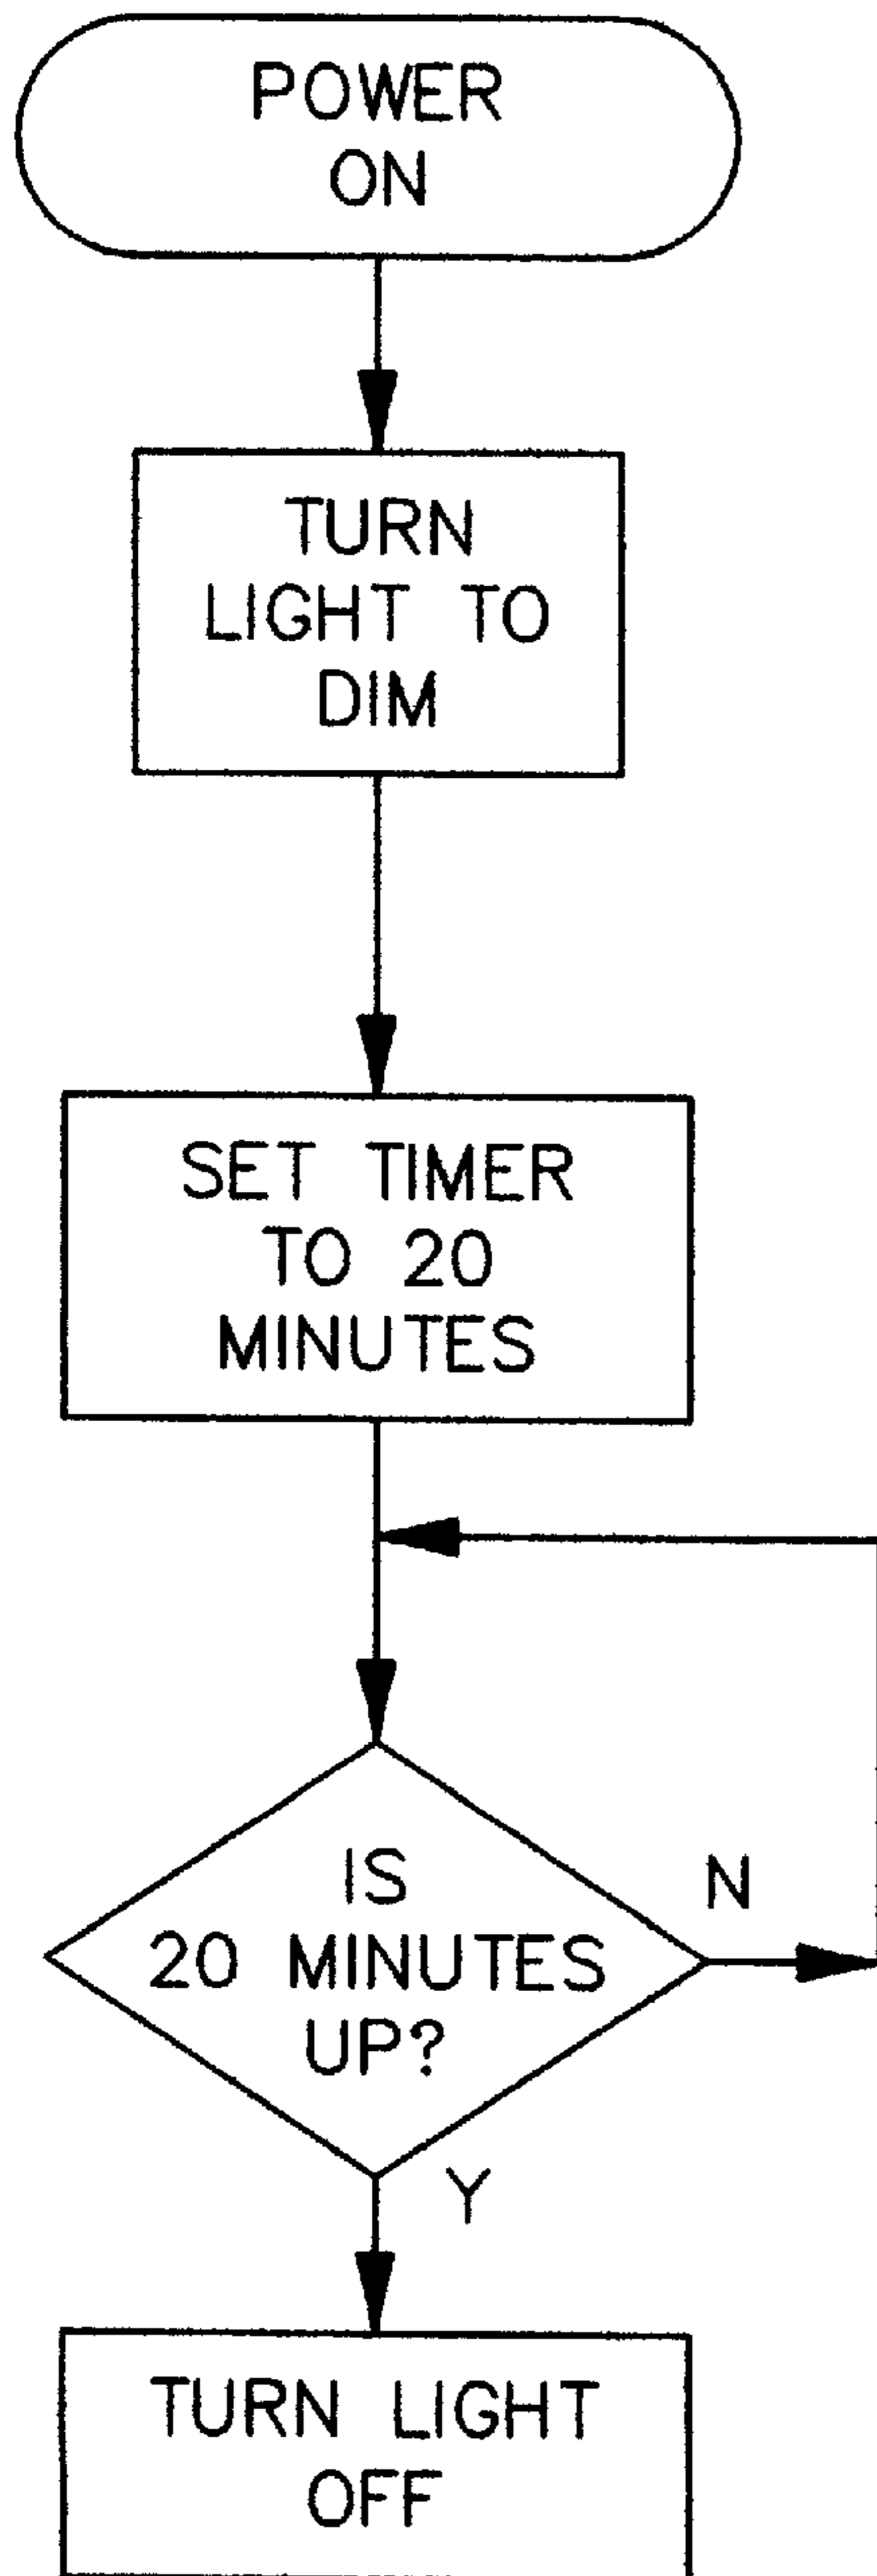 POWER
ON
TURN
LIGHT TO
DIM
SET TIMER
TO 20
MINUTES
IS
20 MINUTES
UP?
N
Y
TURN LIGHT
OFF